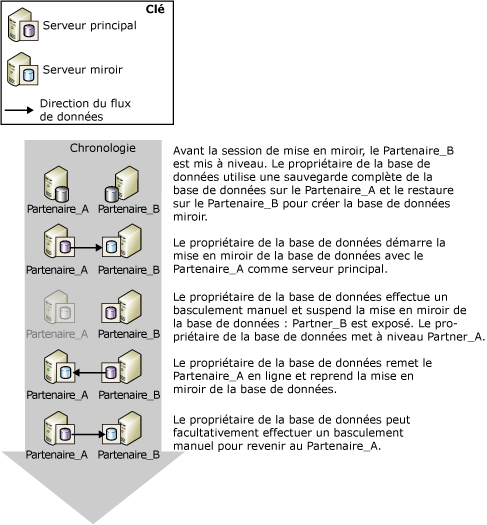 Clé
Serveur principal
Serveur miroir
Direction du flux
de données
Chronologie
Avant la session de mise en miroir, le Partenaire_B
est mis à niveau. Le propriétaire de la base de
données utilise une sauvegarde complète de la
base de données sur le Partenaire_A et le restaure
sur le Partenaire_B pour créer la base de données
miroir.
Partenaire_A Partenaire_B
Le propriétaire de la base de données démarre la
mise en miroir de la base de données avec le
Partenaire_A comme serveur principal.
Partenaire_A Partenaire_B
Le propriétaire de la base de données effectue un
basculement manuel et suspend la mise en miroir de
la base de données : Partner_B est exposé. Le pro-
priétaire de la base de données met à niveau Partner_A.
Partenaire_A Partenaire_B
Le propriétaire de la base de données remet le
Partenaire_A en ligne et reprend la mise en
miroir de la base de données.
Partenaire_A Partenaire_B
Le propriétaire de la base de données peut
facultativement effectuer un basculement
manuel pour revenir au Partenaire_A.
Partenaire_A Partenaire_B